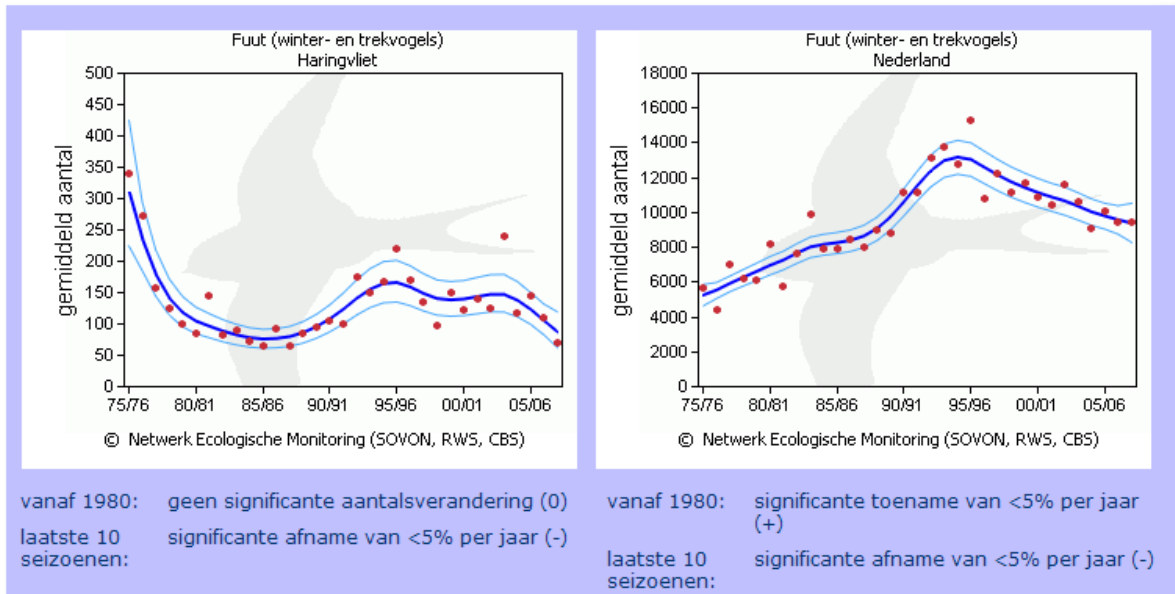 Fuut (winter- en trekvogels)
Haringvliet
gemiddeld aantal
500
450
400
350
300
250
200
150
100
50
0
75/76 80/81 85/86 90/91 95/96 00/01 05/06
© Netwerk Ecologische Monitoring (SOVON, RWS, CBS)
vanaf 1980: geen significante aantalsverandering (0)
laatste 10 significante afname van <5% per jaar (-)
seizoenen:
Fuut (winter- en trekvogels)
Nederland
gemiddeld aantal
18000
16000
14000
12000
10000
8000
6000
4000
2000
0
75/76 80/81 85/86 90/91 95/96 00/01 05/06
© Netwerk Ecologische Monitoring (SOVON, RWS, CBS)
vanaf 1980: significante toename van <5% per jaar
(+)
laatste 10 significante afname van <5% per jaar (-)
seizoenen: